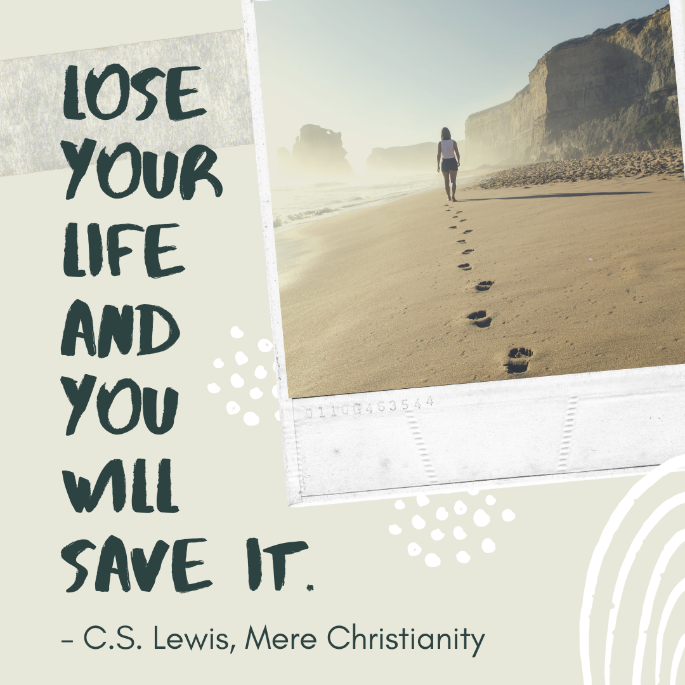 LOSE
YOUR
LIFE
AND
YOU
WILL
SAVE IT.
– C.S. Lewis, Mere Christianity